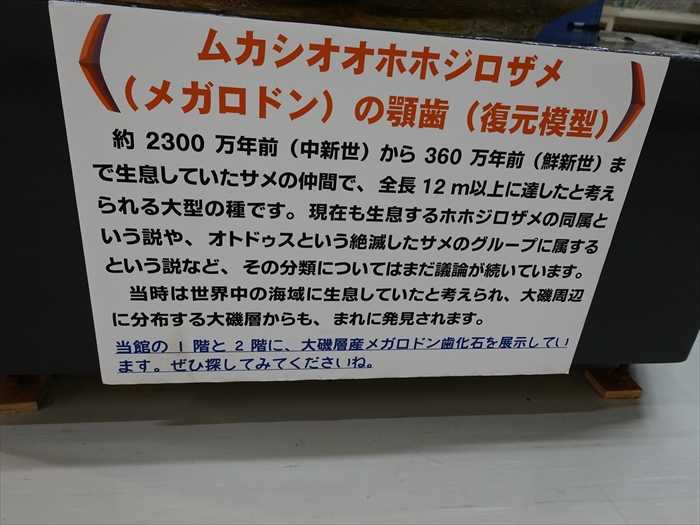 ムカシオオホホジロザメ
（メガロドン）の顎歯（復元模型）
約 2300 万年前（中新世）から 360 万年前（鮮新世）ま
で生息していたサメの仲間で、全長 12 m以上に達したと考え
られる大型の種です。現在も生息するホホジロザメの同属と
いう説や、オトドゥスという絶滅したサメのグループに属する
という説など、その分類についてはまだ議論が続いています。
当時は世界中の海域に生息していたと考えられ、大磯周辺
に分布する大磯層からも、まれに発見されます。
当館の 1 階と 2 階に、大磯層産メガロドン歯化石を展示してい
ます。ぜひ探してみてくださいね。